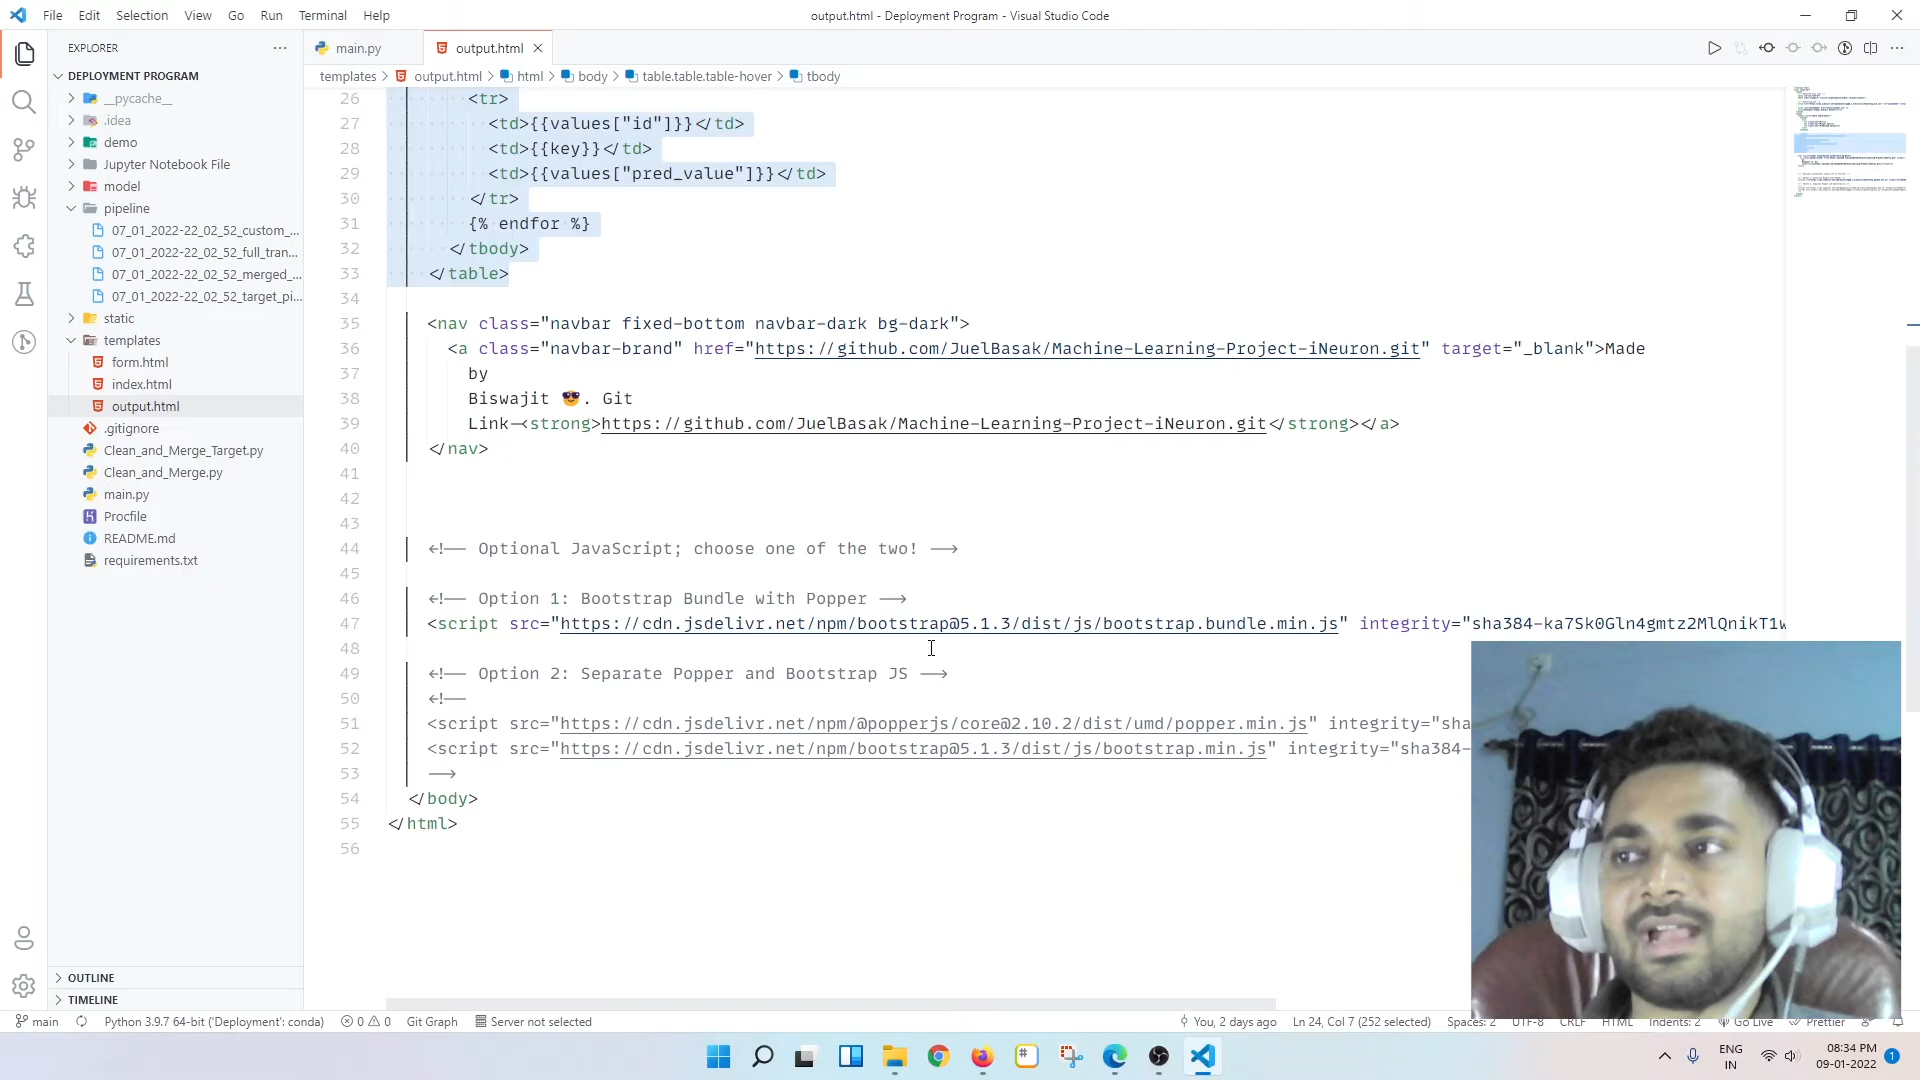 File Edit Selection View Go Run Terminal Help
output.html - Deployment Program - Visual Studio Code
EXPLORER
main.py
output.html
DEPLOYMENT PROGRAM
templates > output.html > html > body > table.table.table-hover > tbody
__pycache__
.idea
demo
Jupyter Notebook File
model
pipeline
07_01_2022-22_02_52_custom_...
07_01_2022-22_02_52_full_tran...
07_01_2022-22_02_52_merged_...
07_01_2022-22_02_52_target_pi...
static
templates
form.html
index.html
output.html
.gitignore
Clean_and_Merge_Target.py
Clean_and_Merge.py
main.py
Procfile
README.md
requirements.txt
OUTLINE
TIMELINE
26 <tr>
27 <td>{{values["id"]}}</td>
28 <td>{{key}}</td>
29 <td>{{values["pred_value"]}}</td>
30 </tr>
31 {% endfor %}
32 </tbody>
33 </table>
34
35 <nav class="navbar fixed-bottom navbar-dark bg-dark">
36 <a class="navbar-brand" href="https://github.com/JuelBasak/Machine-Learning-Project-iNeuron.git" target="_blank">Made
37 by
38 Biswajit 😎. Git
39 Link-<strong>https://github.com/JuelBasak/Machine-Learning-Project-iNeuron.git</strong></a>
40 </nav>
41
42
43
44 <!-- Optional JavaScript; choose one of the two! -->
45
46 <!-- Option 1: Bootstrap Bundle with Popper -->
47 <script src="https://cdn.jsdelivr.net/npm/bootstrap@5.1.3/dist/js/bootstrap.bundle.min.js" integrity="sha384-ka7Sk0Gln4gmtz2MlQnikT1w
48
49 <!-- Option 2: Separate Popper and Bootstrap JS -->
50 <!--
51 <script src="https://cdn.jsdelivr.net/npm/@popperjs/core@2.10.2/dist/umd/popper.min.js" integrity="sha
52 <script src="https://cdn.jsdelivr.net/npm/bootstrap@5.1.3/dist/js/bootstrap.min.js" integrity="sha384-
53 -->
54 </body>
55 </html>
56
main Python 3.9.7 64-bit ('Deployment': conda) 0 0 Git Graph Server not selected You, 2 days ago Ln 24, Col 7 (252 selected) Spaces: 2 UTF-8 CRLF HTML Indents: 2 Go Live Prettier
ENG
IN
08:34 PM
09-01-2022
1